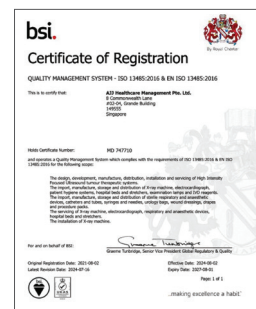 bsi.
By Royal Charter
Certificate of Registration
QUALITY MANAGEMENT SYSTEM - ISO 13485:2016 & EN ISO 13485:2016
This is to certify that:
AJJ Healthcare Management Pte. Ltd.
8 Commonwealth Lane
#02-04, Grande Building
149555
Singapore
Holds Certificate Number:
MD 747710
and operates a Quality Management System which complies with the requirements of ISO 13485:2016 & EN ISO
13485:2016 for the following scope:
The design, development, manufacture, distribution, installation and servicing of High Intensity
Focused Ultrasound tumour therapeutic systems.
The import, manufacture, storage and distribution of X-ray machine, electrocardiograph,
patient hygiene systems, hospital beds and stretchers, examination lamps and IVD reagents.
The import, manufacture, storage and distribution of sterile respiratory and anaesthetic
devices, catheters and tubes, syringes and needles, urology bags, wound dressings, drapes
and procedure packs.
The servicing of X-ray machine, electrocardiograph, respiratory and anaesthetic devices,
hospital beds and stretchers.
The installation of X-ray machine.
For and on behalf of BSI:
Graeme Tunbridge, Senior Vice President Global Regulatory & Quality
Original Registration Date: 2021-08-02
Effective Date: 2024-08-02
Latest Revision Date: 2024-07-16
Expiry Date: 2027-08-01
Page: 1 of 1
...making excellence a habit.